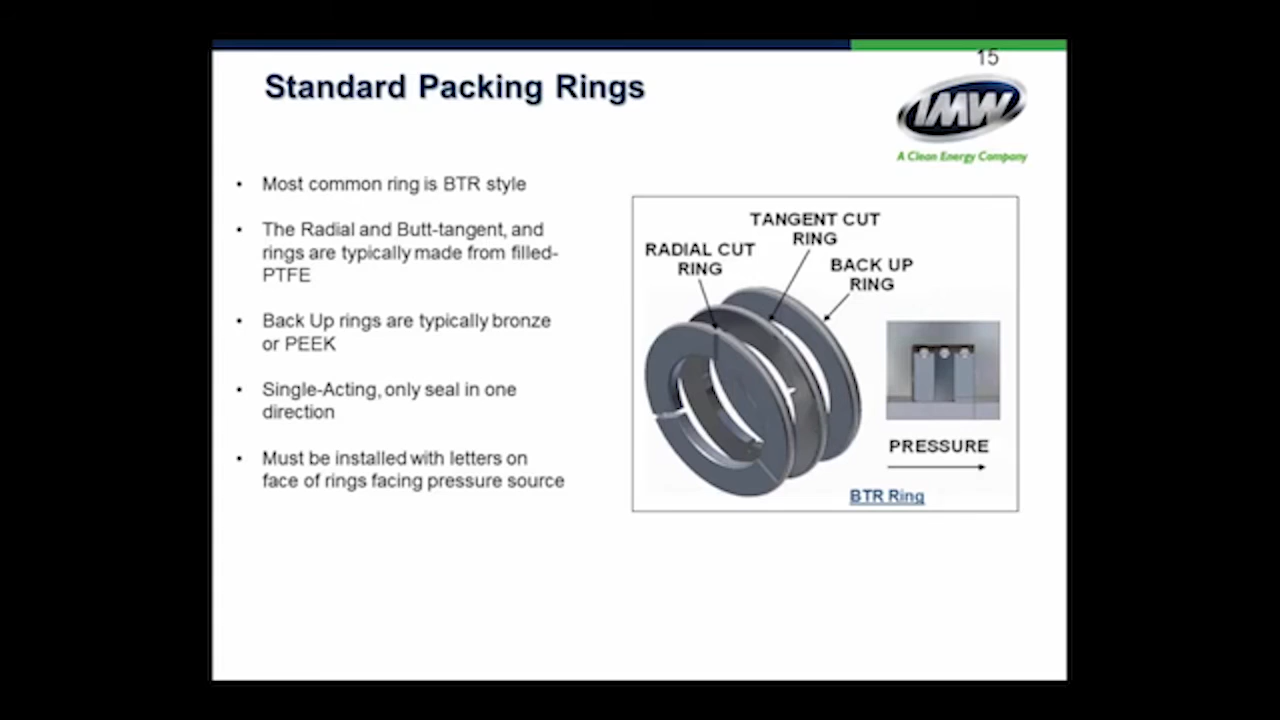 15
Standard Packing Rings
IMW
A Clean Energy Company
• Most common ring is BTR style
• The Radial and Butt-tangent, and
rings are typically made from filled-
PTFE
• Back Up rings are typically bronze
or PEEK
• Single-Acting, only seal in one
direction
• Must be installed with letters on
face of rings facing pressure source
TANGENT CUT
RING
RADIAL CUT
RING
BACK UP
RING
PRESSURE
BTR Ring